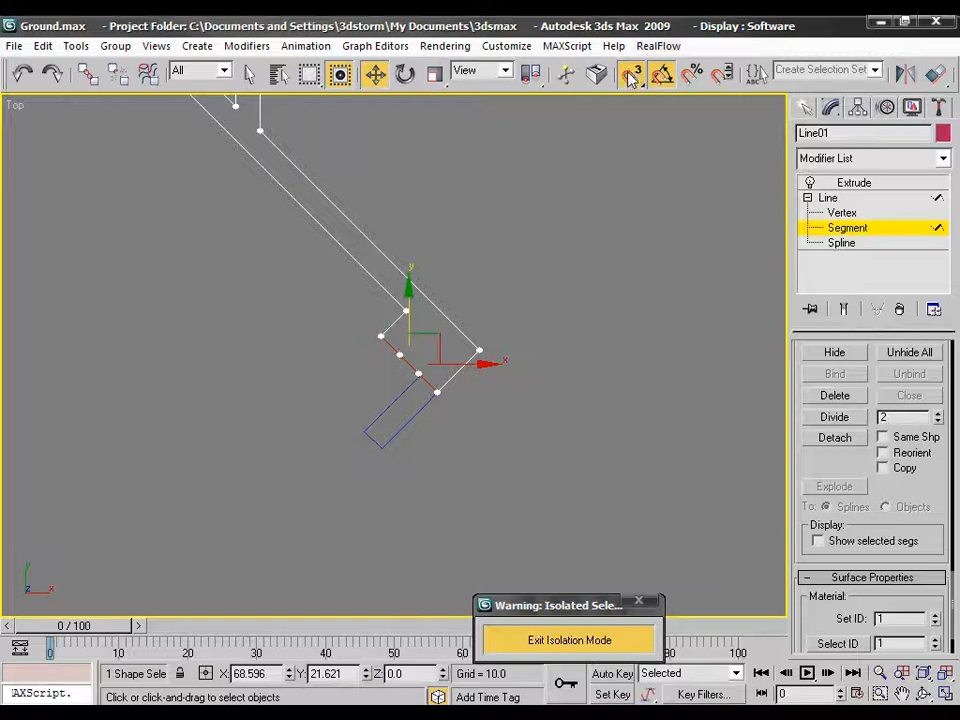 Ground.max - Project Folder: C:\Documents and Settings\3dstorm\My Documents\3dsmax - Autodesk 3ds Max 2009 - Display : Software
File Edit Tools Group Views Create Modifiers Animation Graph Editors Rendering Customize MAXScript Help RealFlow
All View 3 Create Selection Set
Top
Line01
Modifier List
Extrude
Line
Vertex
Segment
Spline
Hide Unhide All
Bind Unbind
Delete Close
Divide 2
Detach Same Shp
Reorient
Copy
Explode
To: Splines Objects
Display:
Show selected segs
Surface Properties
Material:
Set ID: 1
Select ID 1
y
x
y
z x
Warning: Isolated Sele...
Exit Isolation Mode
0 / 100
0 10 20 30 40 50 60 70 80 90 100
1 Shape Sele X: 68.596 Y: 21.621 Z: 0.0 Grid = 10.0 Auto Key Selected
AXScript. Click or click-and-drag to select objects Add Time Tag Set Key Key Filters... 0